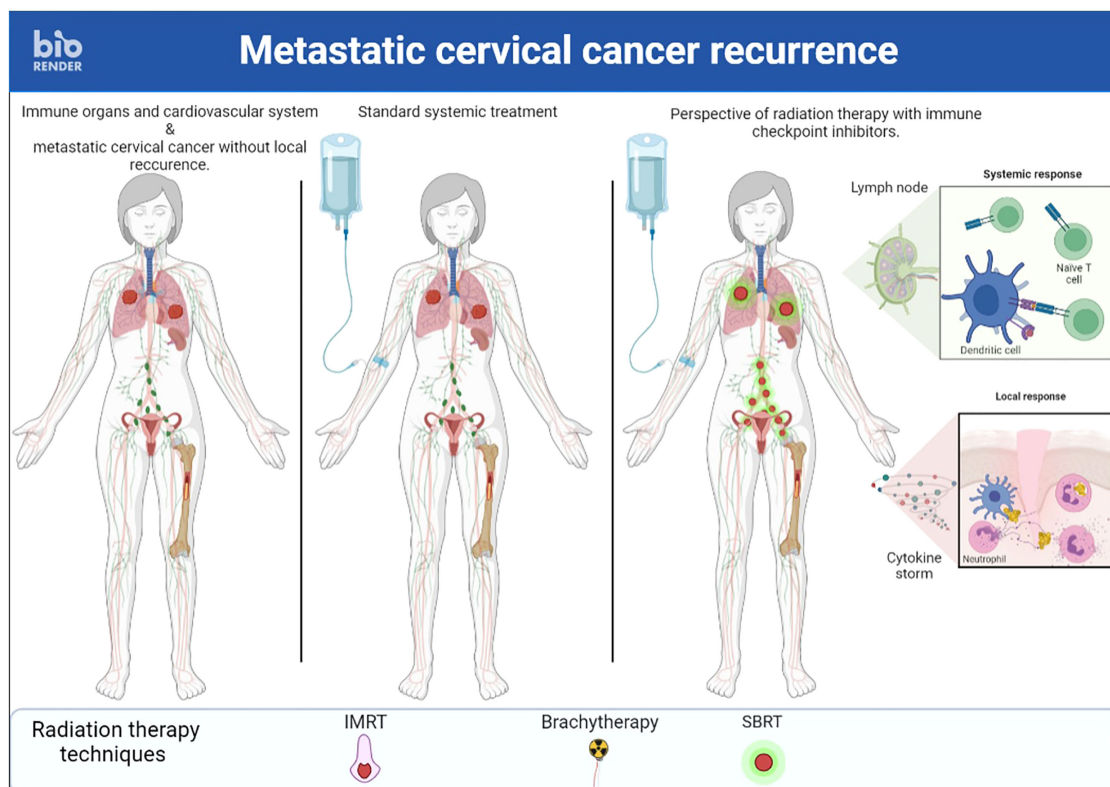 bio
RENDER
Metastatic cervical cancer recurrence
Immune organs and cardiovascular system
&
metastatic cervical cancer without local
reccurence.
Standard systemic treatment
Perspective of radiation therapy with immune
checkpoint inhibitors.
Lymph node
Systemic response
Naïve T
cell
Dendritic cell
Local response
Neutrophil
Cytokine
storm
Radiation therapy
techniques
IMRT
Brachytherapy
SBRT